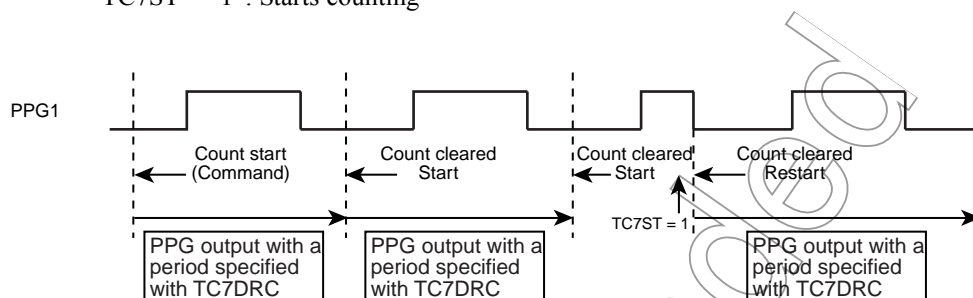 TC7ST = "1": Starts counting
PPG1
Count start
(Command)
Count cleared
Start
Count cleared
Start
Count cleared
Restart
TC7ST = 1
PPG output with a
period specified
with TC7DRC
PPG output with a
period specified
with TC7DRC
PPG output with a
period specified
with TC7DRC